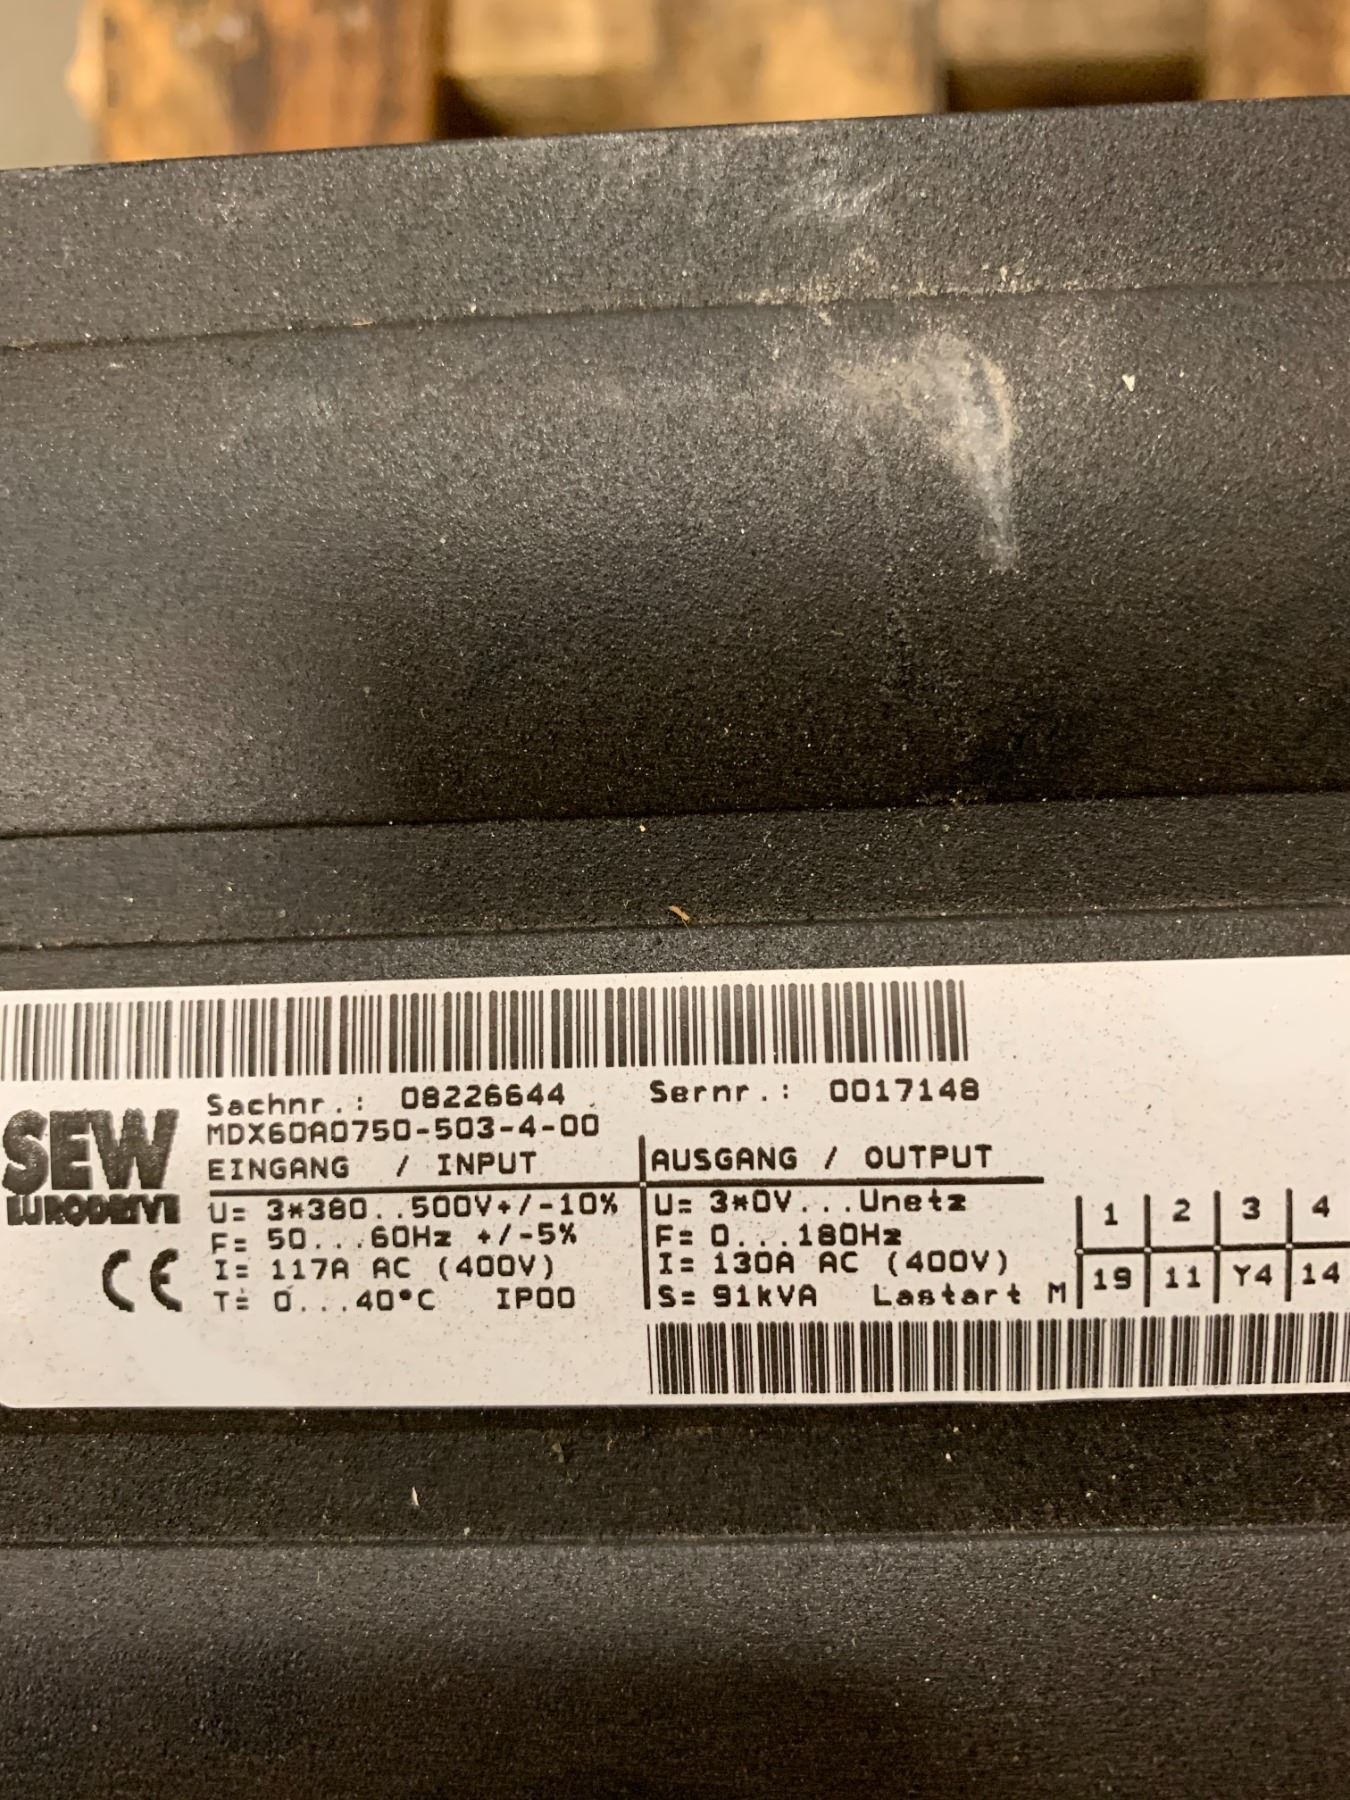 Sachnr.: 08226644 Sernr.: 0017148
SEW
EURODRIVE
MDX60A0750-503-4-00
EINGANG / INPUT
U= 3*380..500V+/-10%
F= 50...60Hz +/-5%
I= 117A AC (400V)
T= 0...40°C IP00
AUSGANG / OUTPUT
U= 3*0V...Unetz
F= 0...180Hz
I= 130A AC (400V)
S= 91kVA Lastart M
1 2 3 4
19 11 Y4 14
CE